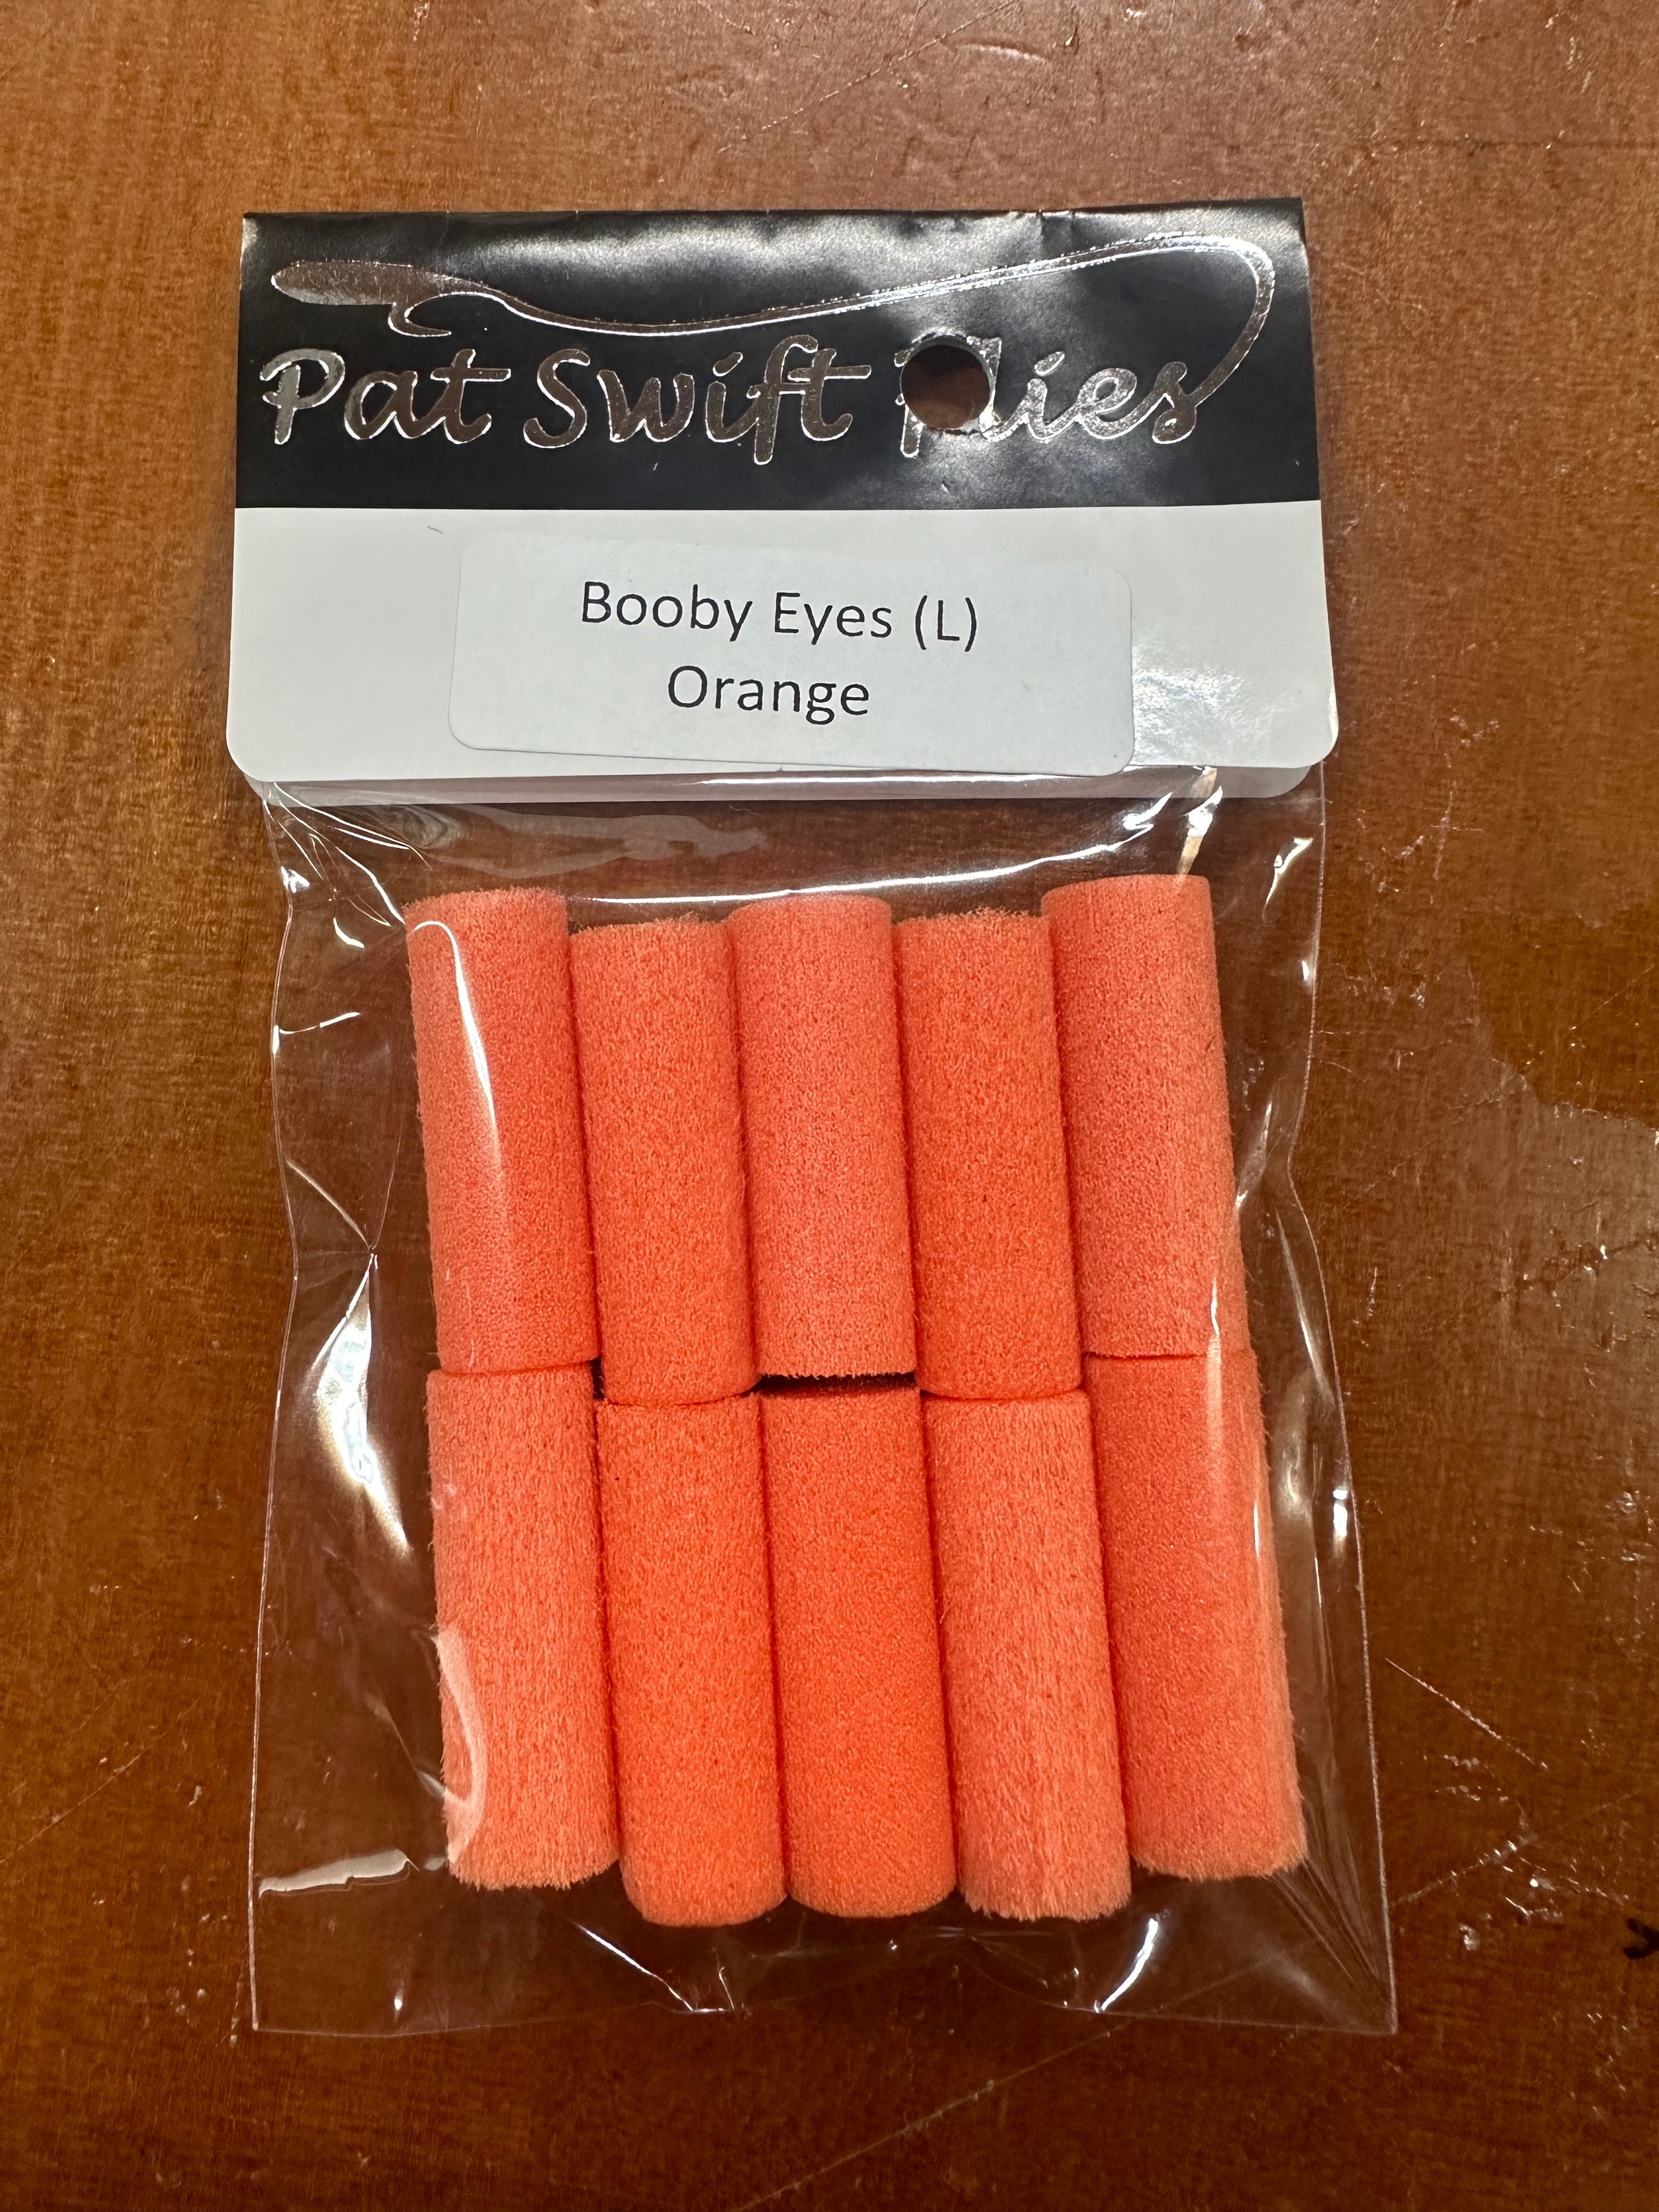 Pat Swift Flies
Booby Eyes (L)
Orange